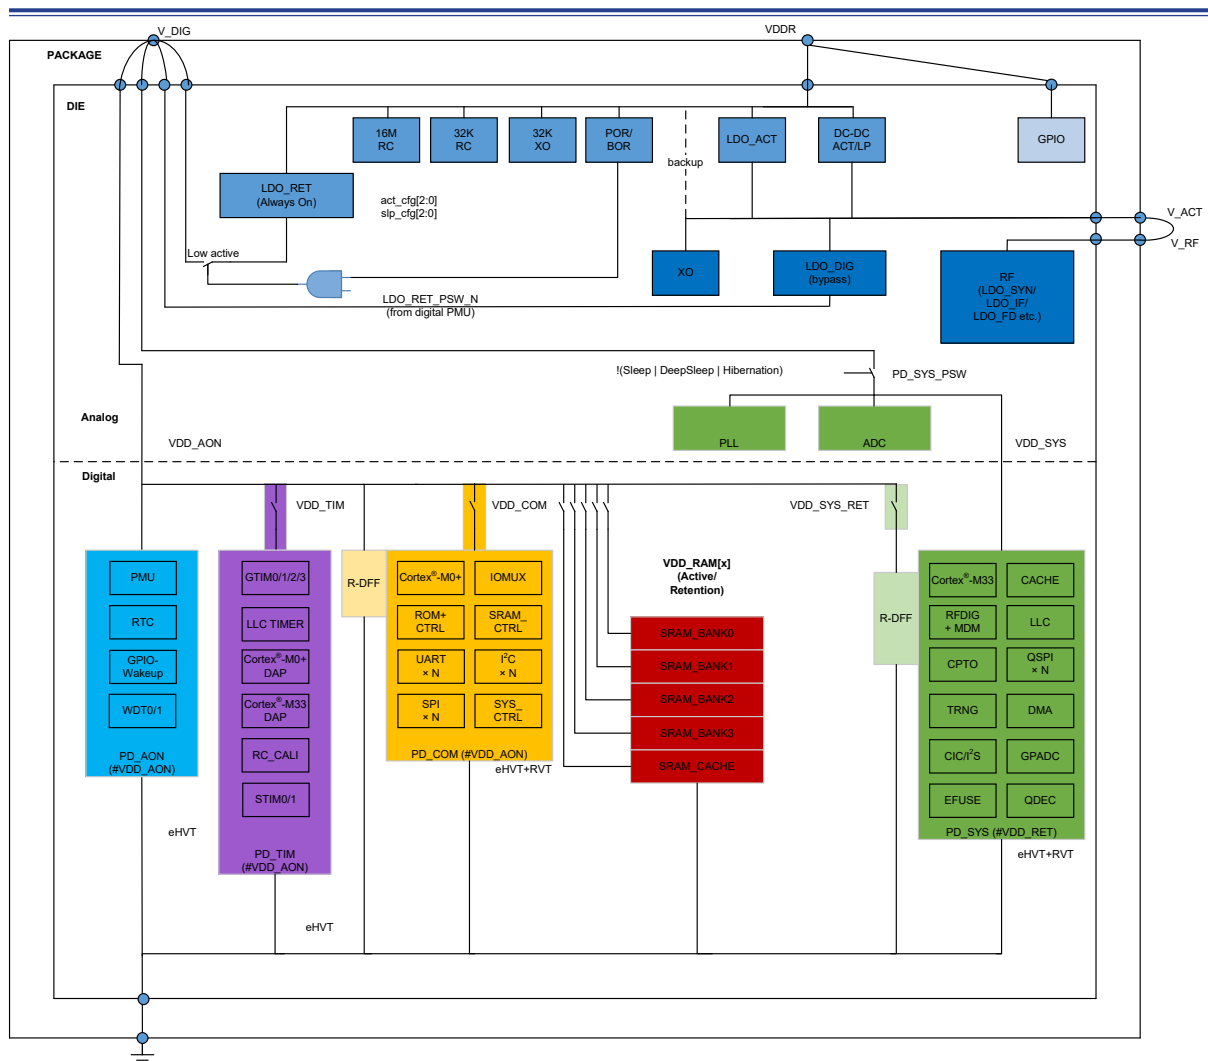 V_DIG
VDDR
PACKAGE
DIE
16M
RC
32K
RC
32K
XO
POR/
BOR
LDO_ACT
DC-DC
ACT/LP
GPIO
backup
LDO_RET
(Always On)
act_cfg[2:0]
slp_cfg[2:0]
V_ACT
V_RF
Low active
XO
LDO_DIG
(bypass)
RF
(LDO_SYN/
LDO_IF/
LDO_FD etc.)
LDO_RET_PSW_N
(from digital PMU)
!(Sleep | DeepSleep | Hibernation)
PD_SYS_PSW
Analog
PLL
ADC
VDD_AON
VDD_SYS
Digital
VDD_TIM
VDD_COM
VDD_SYS_RET
PMU
RTC
GPIO-
Wakeup
WDT0/1
PD_AON
(#VDD_AON)
eHVT
GTIM0/1/2/3
LLC TIMER
Cortex®-M0+
DAP
Cortex®-M33
DAP
RC_CALI
STIM0/1
PD_TIM
(#VDD_AON)
eHVT
R-DFF
Cortex®-M0+
IOMUX
ROM+
CTRL
SRAM_
CTRL
UART
× N
I²C
× N
SPI
× N
SYS_
CTRL
PD_COM (#VDD_AON)
eHVT+RVT
VDD_RAM[x]
(Active/
Retention)
SRAM_BANK0
SRAM_BANK1
SRAM_BANK2
SRAM_BANK3
SRAM_CACHE
R-DFF
Cortex®-M33
CACHE
RFDIG
+ MDM
LLC
CPTO
QSPI
× N
TRNG
DMA
CIC/I²S
GPADC
EFUSE
QDEC
PD_SYS (#VDD_RET)
eHVT+RVT